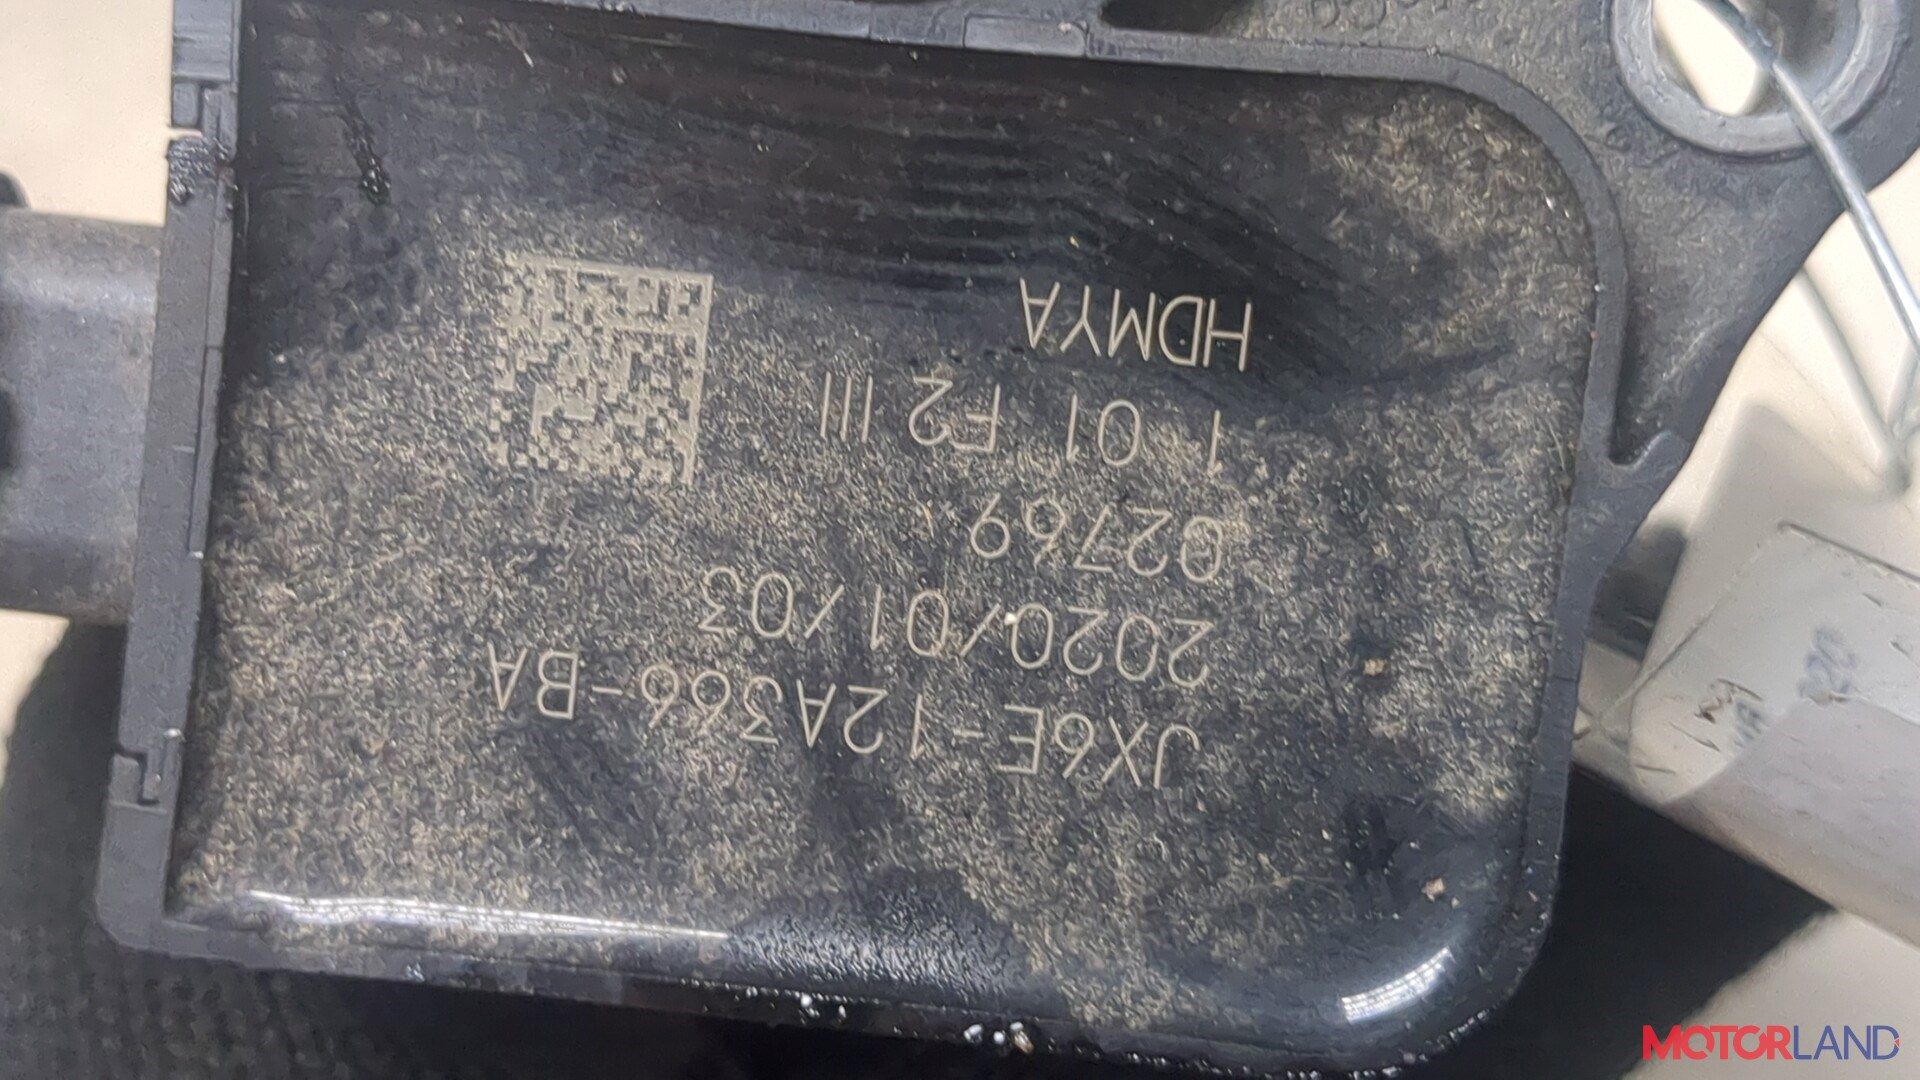 JX6E-12A366-BA
2020/01/03
02769
1 01 F2 III
HDMYA
MOTORLAND